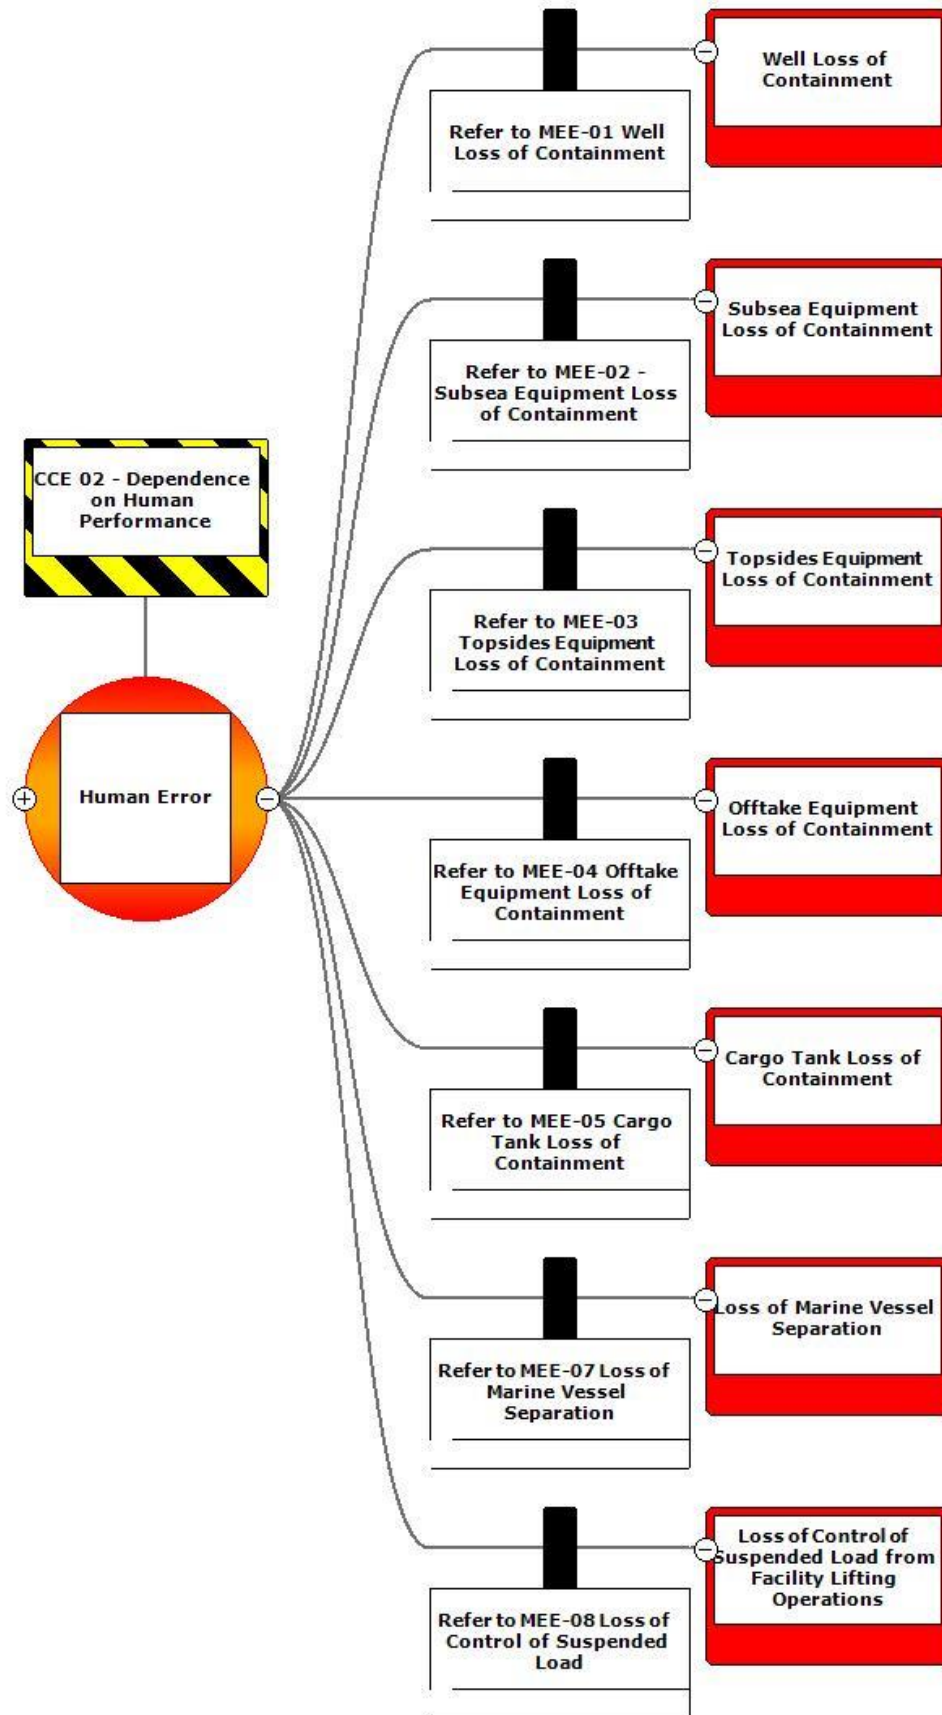 Well Loss of
Containment
Refer to MEE-01 Well
Loss of Containment
Subsea Equipment
Loss of Containment
Refer to MEE-02 -
Subsea Equipment Loss
of Containment
CCE 02 - Dependence
on Human
Performance
Topsides Equipment
Loss of Containment
Refer to MEE-03
Topsides Equipment
Loss of Containment
Human Error
Offtake Equipment
Loss of Containment
Refer to MEE-04 Offtake
Equipment Loss of
Containment
Cargo Tank Loss of
Containment
Refer to MEE-05 Cargo
Tank Loss of
Containment
Loss of Marine Vessel
Separation
Refer to MEE-07 Loss of
Marine Vessel
Separation
Loss of Control of
Suspended Load from
Facility Lifting
Operations
Refer to MEE-08 Loss of
Control of Suspended
Load